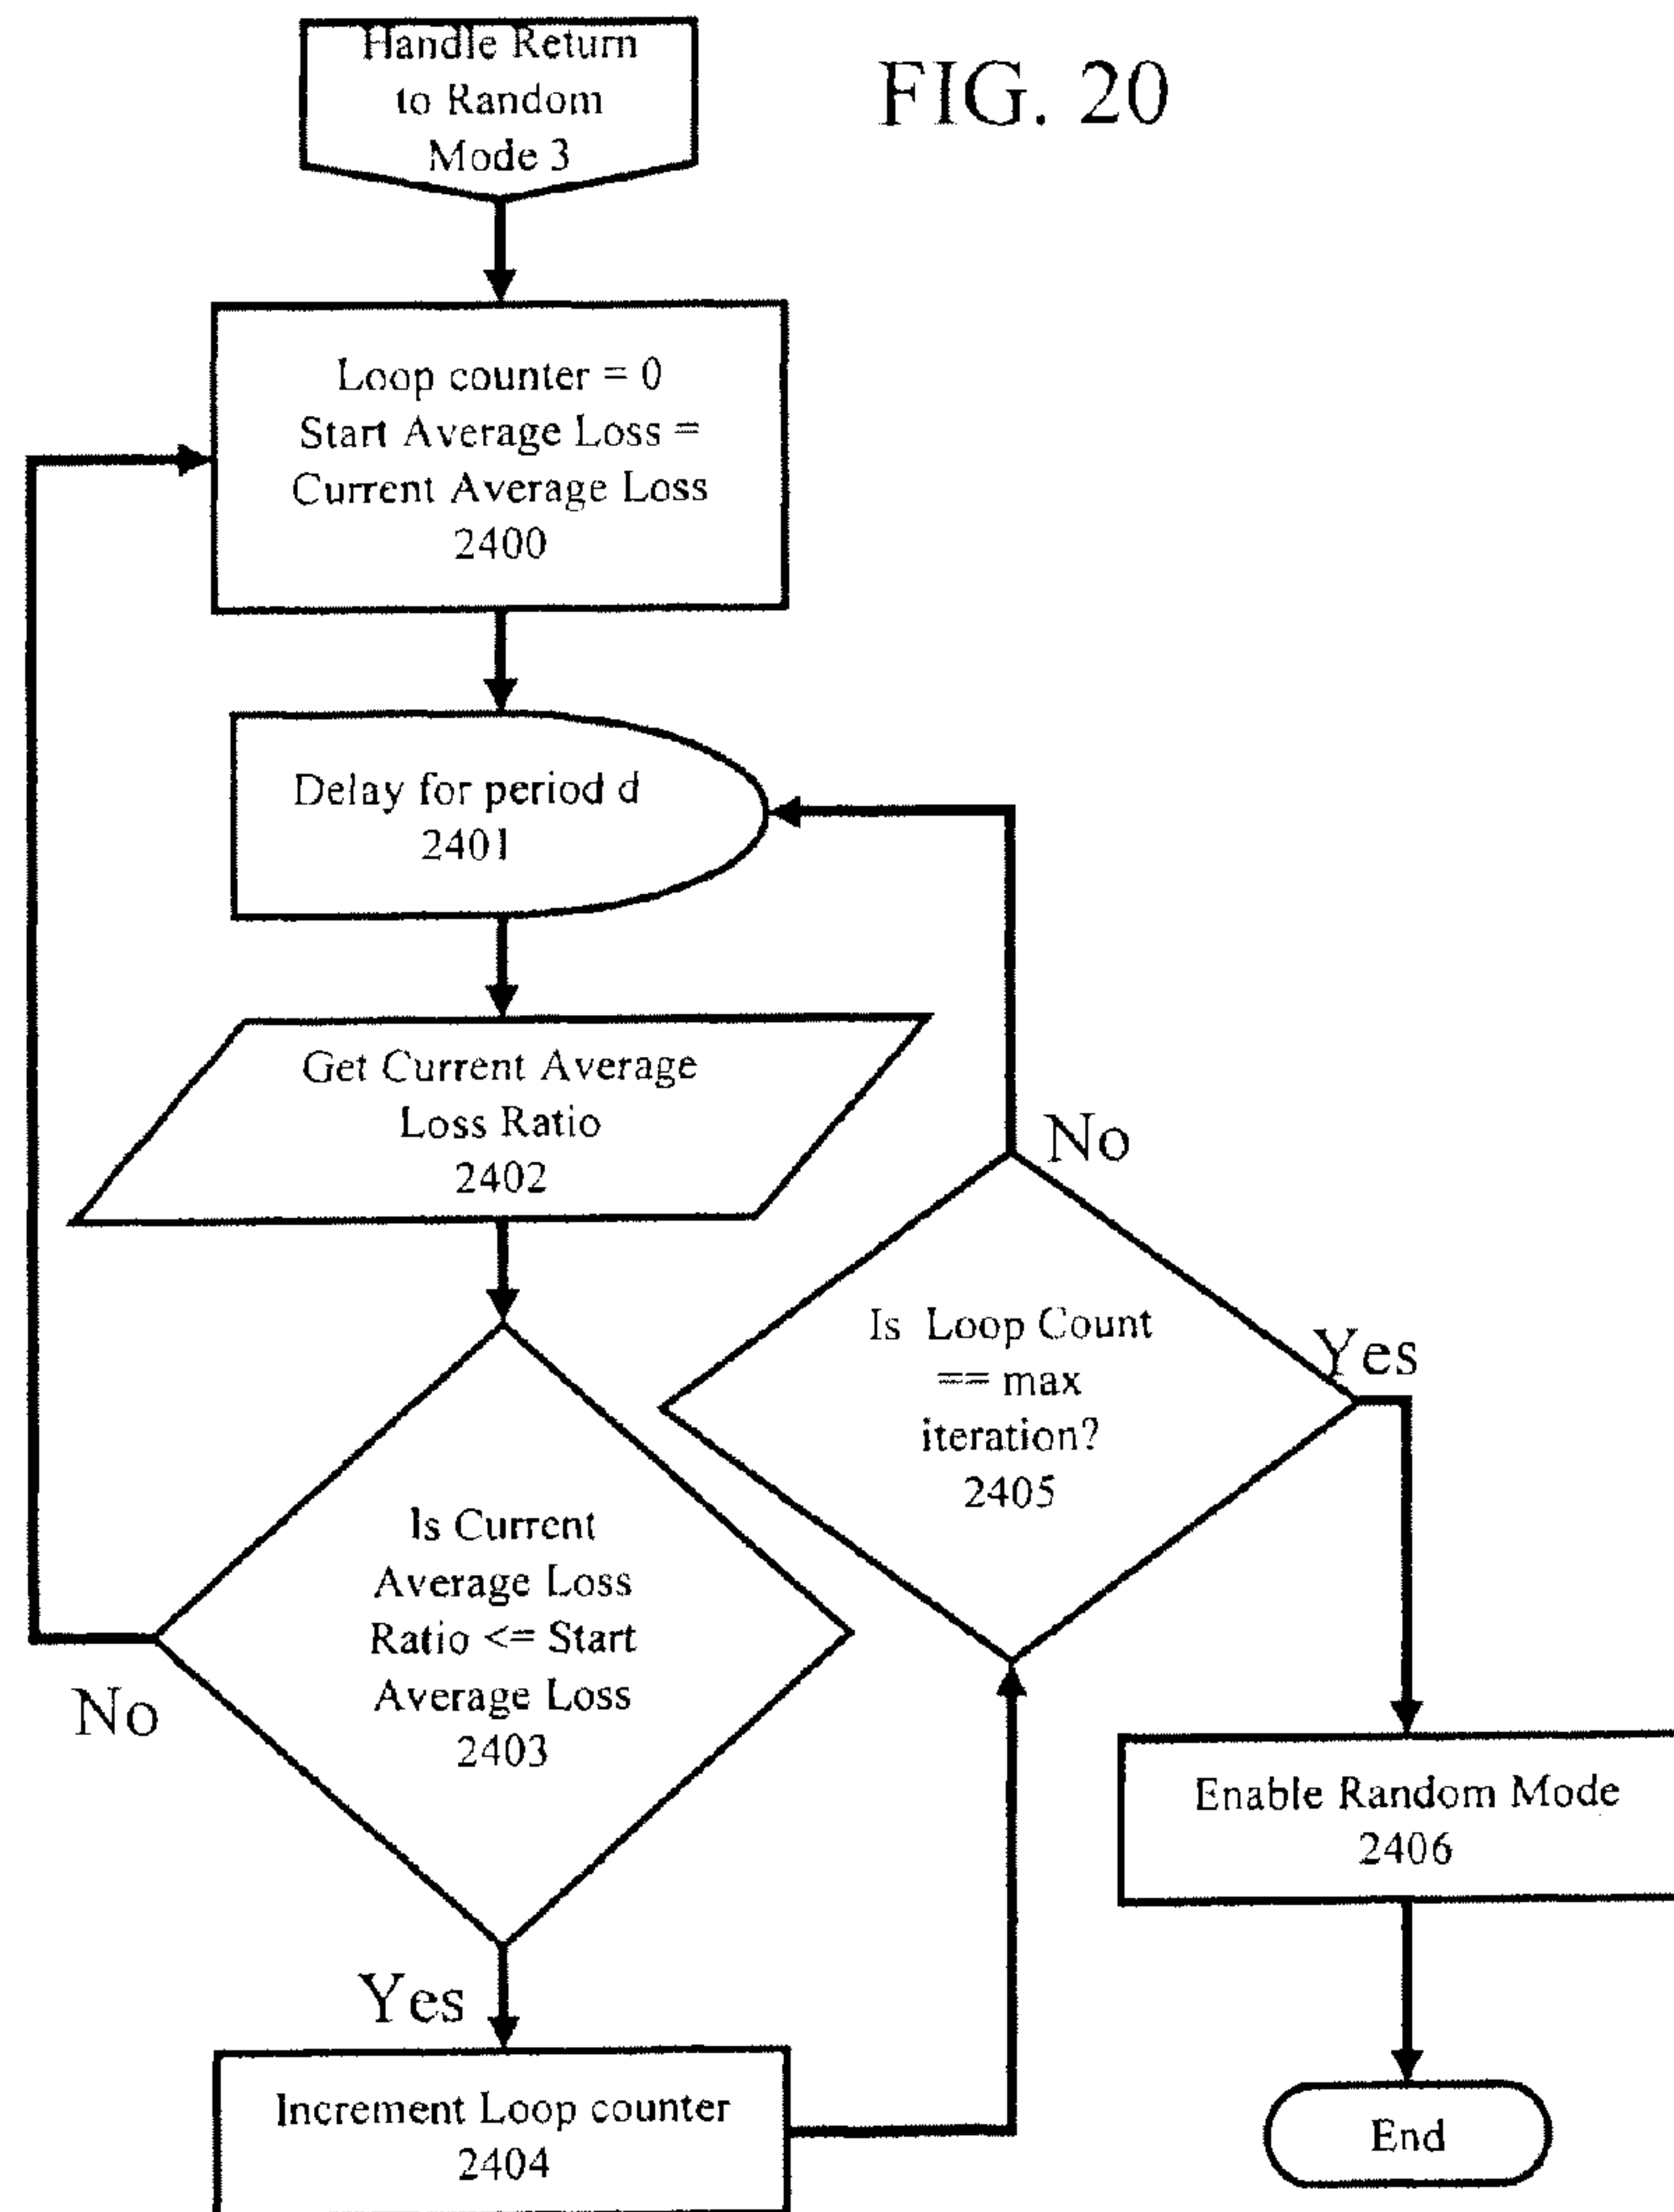 Handle Return
to Random
Mode 3
FIG. 20
Loop counter = 0
Start Average Loss =
Current Average Loss
2400
Delay for period d
2401
Get Current Average
Loss Ratio
2402
No
Is Loop Count
== max
iteration?
2405
Yes
Is Current
Average Loss
Ratio <= Start
Average Loss
2403
No
Enable Random Mode
2406
Yes
Increment Loop counter
2404
End